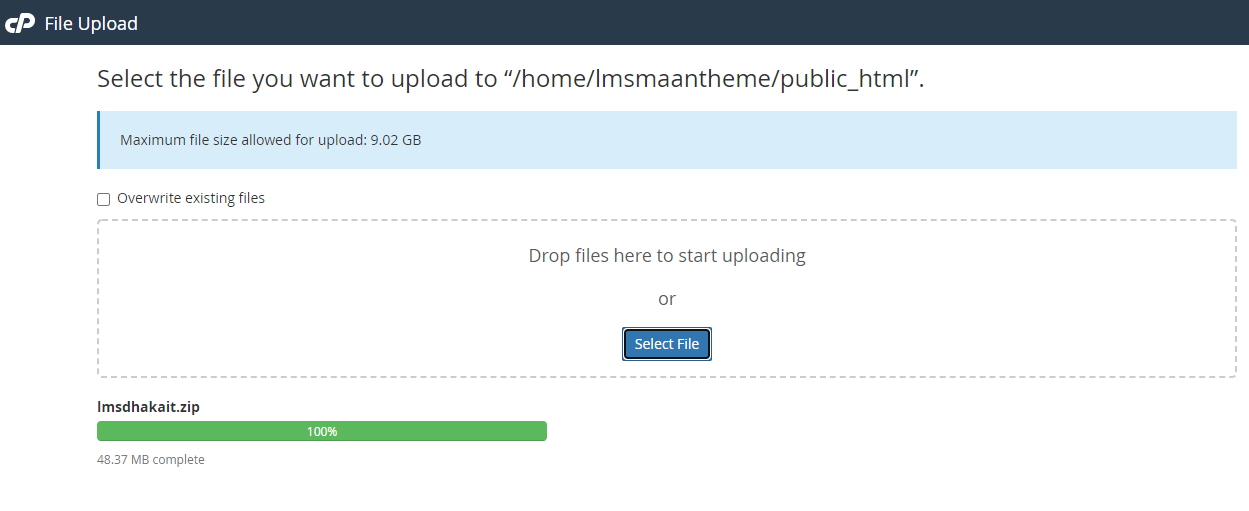 cP File Upload
Select the file you want to upload to “/home/lmsmaantheme/public_html”.
Maximum file size allowed for upload: 9.02 GB
Overwrite existing files
Drop files here to start uploading
or
Select File
lmsdhakait.zip
100%
48.37 MB complete